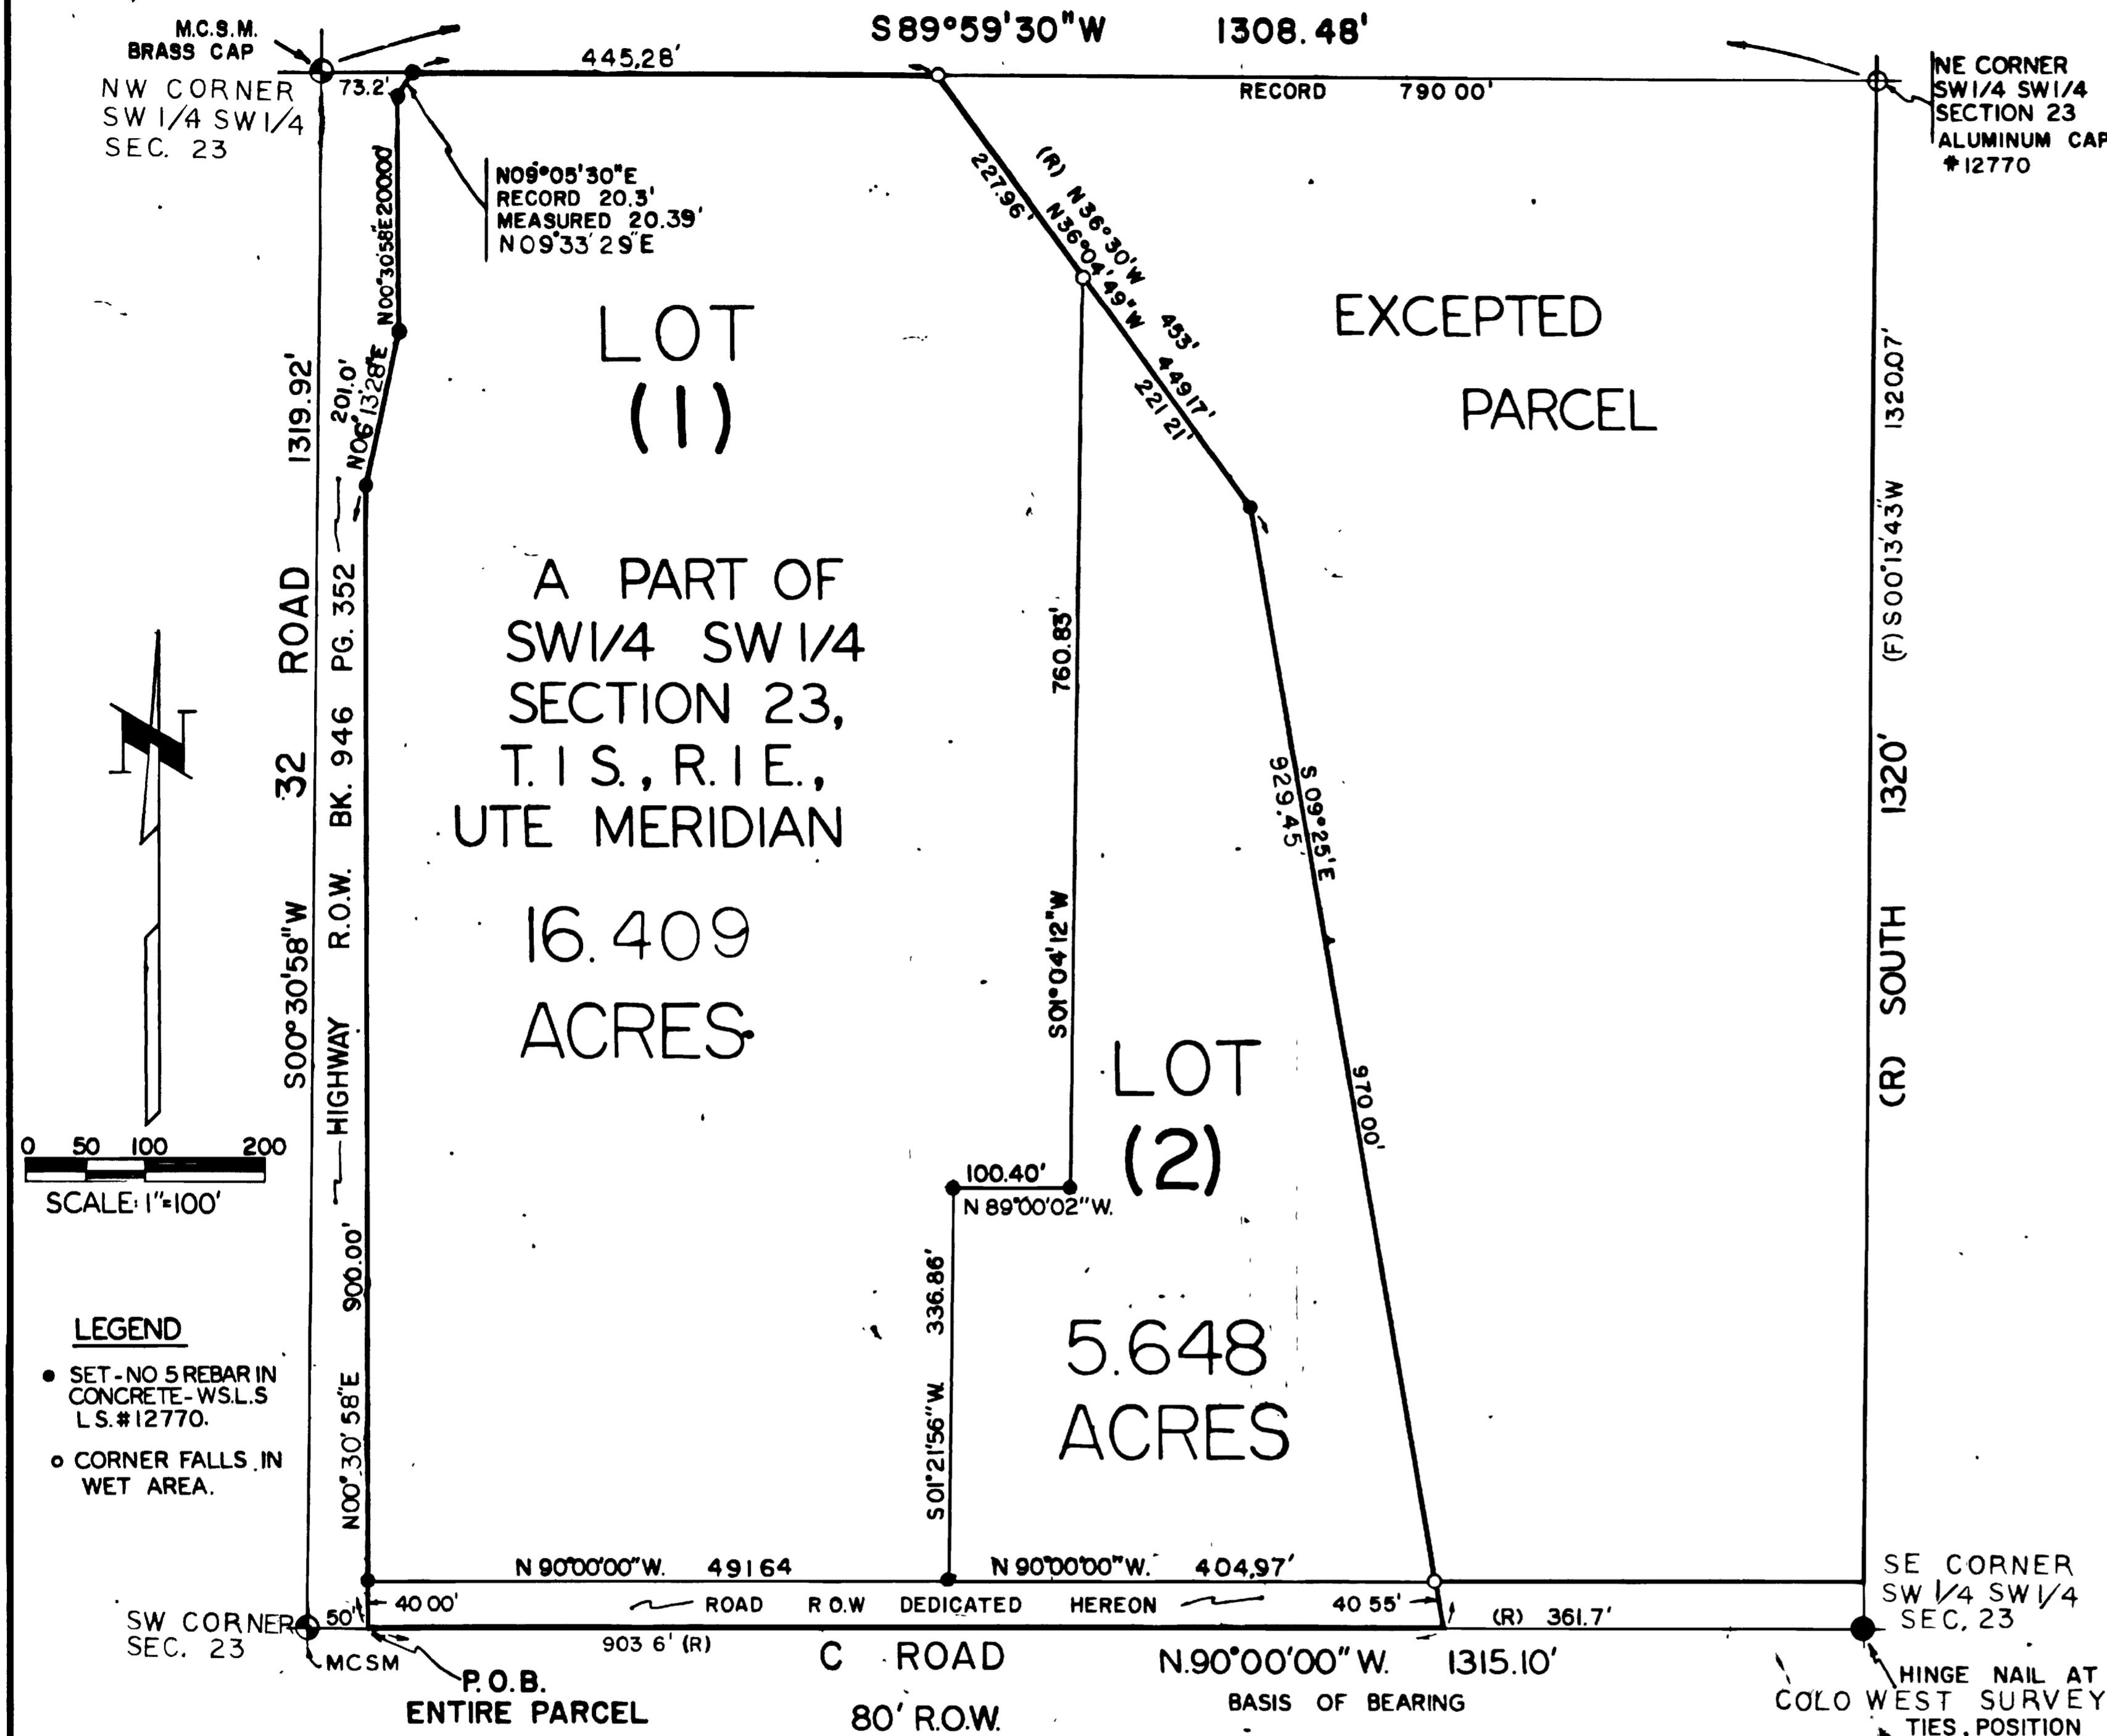 S 89°59'30"W 1308.48'
M.C.S.M.
BRASS CAP
NW CORNER
SW 1/4 SW 1/4
SEC. 23
73.2'
445.28'
RECORD 790 00'
NE CORNER
SW 1/4 SW 1/4
SECTION 23
ALUMINUM CAP
#12770
N09°05'30"E
RECORD 20.3'
MEASURED 20.39'
N09°33'29"E
N00°30'58"E 200.00'
201.0'
N06°13'28"E
227.96'
(R) N36°30'W 453'
N36°04'49"W 449 17'
221 21'
LOT
(1)
EXCEPTED
PARCEL
A PART OF
SW1/4 SW 1/4
SECTION 23,
T. 1 S., R. 1 E.,
UTE MERIDIAN
16.409
ACRES
S00°30'58"W 32 ROAD 1319.92'
HIGHWAY R.O.W. BK. 946 PG. 352
N00°30'58"E 900.00'
S01°04'12"W 760.83'
S 09°25'E
929.45'
970 00'
(F) S00°13'43"W 1320.07'
(R) SOUTH 1320'
0 50 100 200
SCALE: 1"=100'
LOT
(2)
100.40'
N 89°00'02"W.
S 01°21'56"W. 336.86'
5.648
ACRES
LEGEND
● SET-NO 5 REBAR IN
CONCRETE-W.S.L.S
L.S.#12770.
○ CORNER FALLS IN
WET AREA.
N 90°00'00"W. 491 64
N 90°00'00"W. 404.97'
40 00'
ROAD R O.W DEDICATED HEREON
40 55'
SW CORNER
SEC. 23
50'
MCSM
903 6' (R)
(R) 361.7'
SE CORNER
SW 1/4 SW 1/4
SEC. 23
P.O.B.
ENTIRE PARCEL
C ROAD
80' R.O.W.
N.90°00'00" W. 1315.10'
BASIS OF BEARING
HINGE NAIL AT
COLO WEST SURVEY
TIES, POSITION